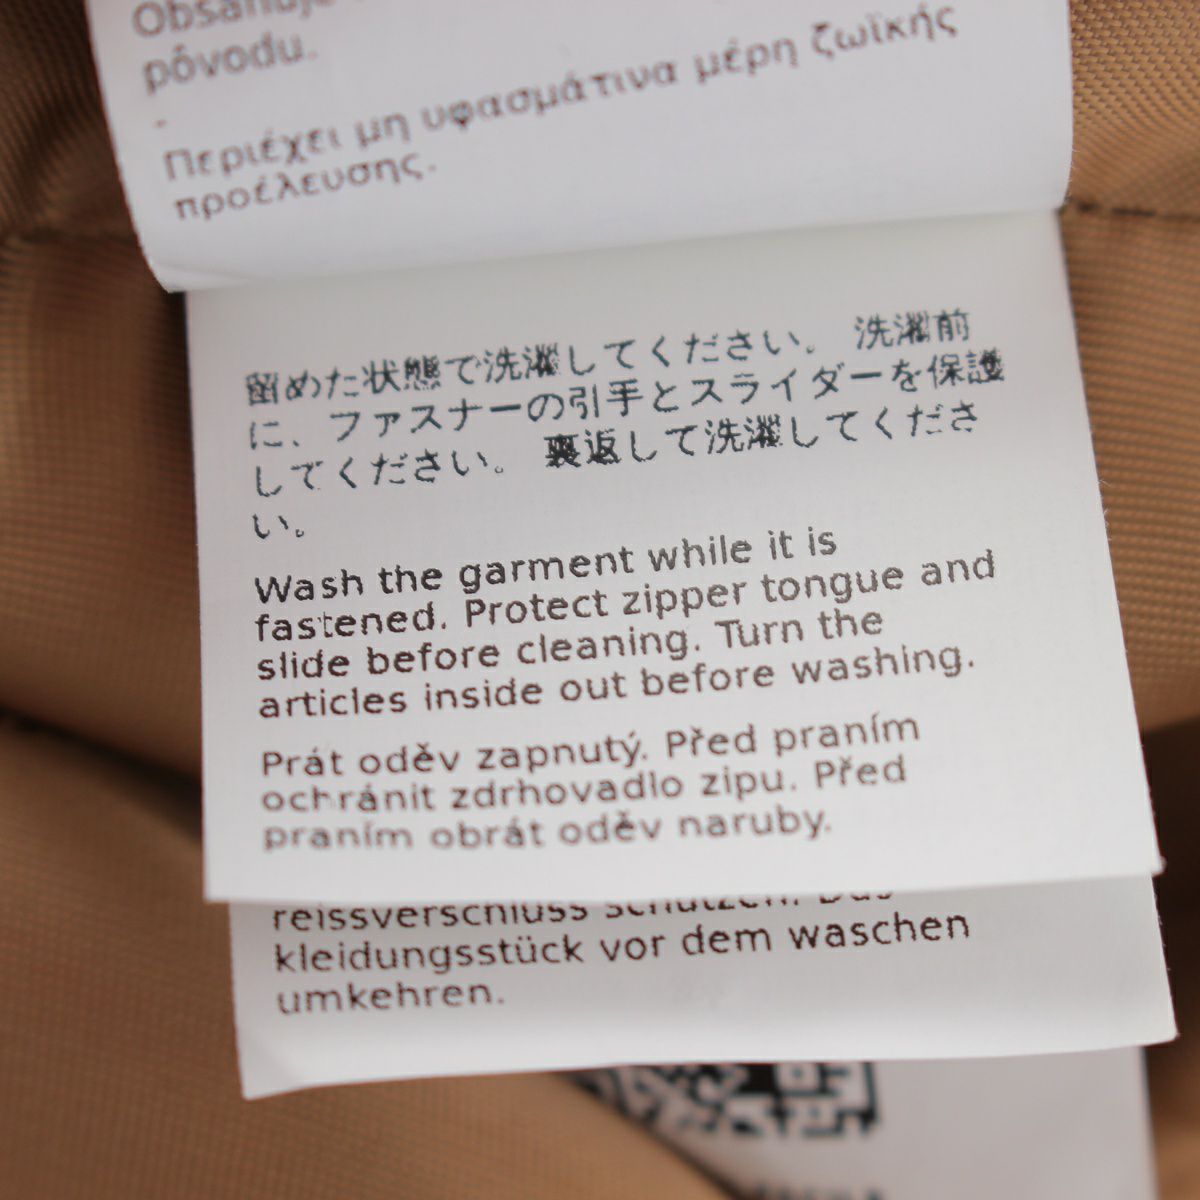 Obsahuje
pôvodu.
-
Περιέχει μη υφασμάτινα μέρη ζωϊκής
προέλευσης.
留めた状態で洗濯してください。 洗濯前
に、ファスナーの引手とスライダーを保護
してください。 裏返して洗濯してくださ
い。
Wash the garment while it is
fastened. Protect zipper tongue and
slide before cleaning. Turn the
articles inside out before washing.
Prát oděv zapnutý. Před praním
ochránit zdrhovadlo zipu. Před
praním obrát oděv naruby.
reissverschluss schützen. Das
kleidungsstück vor dem waschen
umkehren.